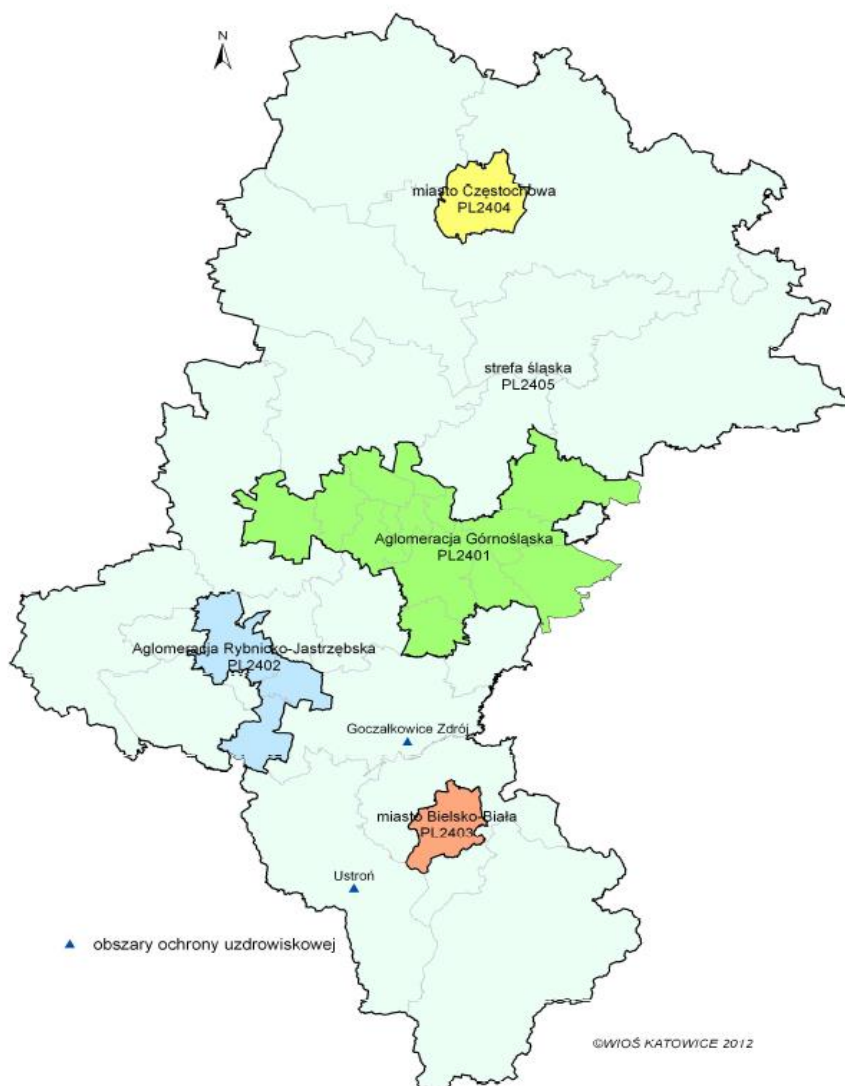 N
miasto Częstochowa
PL2404
strefa śląska
PL2405
Aglomeracja Górnośląska
PL2401
Aglomeracja Rybnicko-Jastrzębska
PL2402
Goczałkowice Zdrój
miasto Bielsko-Biała
PL2403
Ustroń
obszary ochrony uzdrowiskowej
©WIOŚ KATOWICE 2012